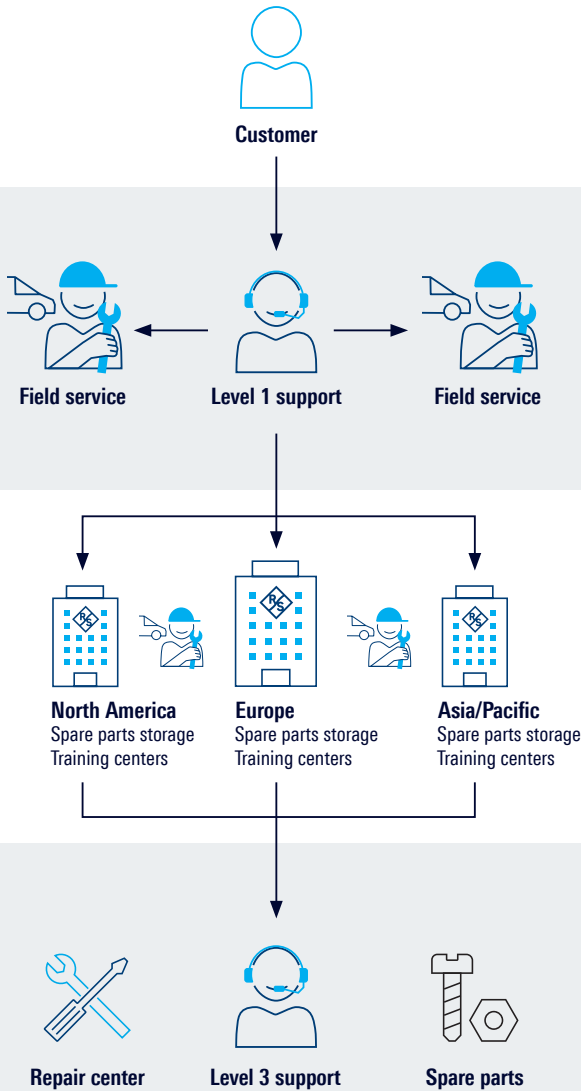 Customer
Field service
Level 1 support
Field service
R S
R S
R S
North America
Spare parts storage
Training centers
Europe
Spare parts storage
Training centers
Asia/Pacific
Spare parts storage
Training centers
Repair center
Level 3 support
Spare parts